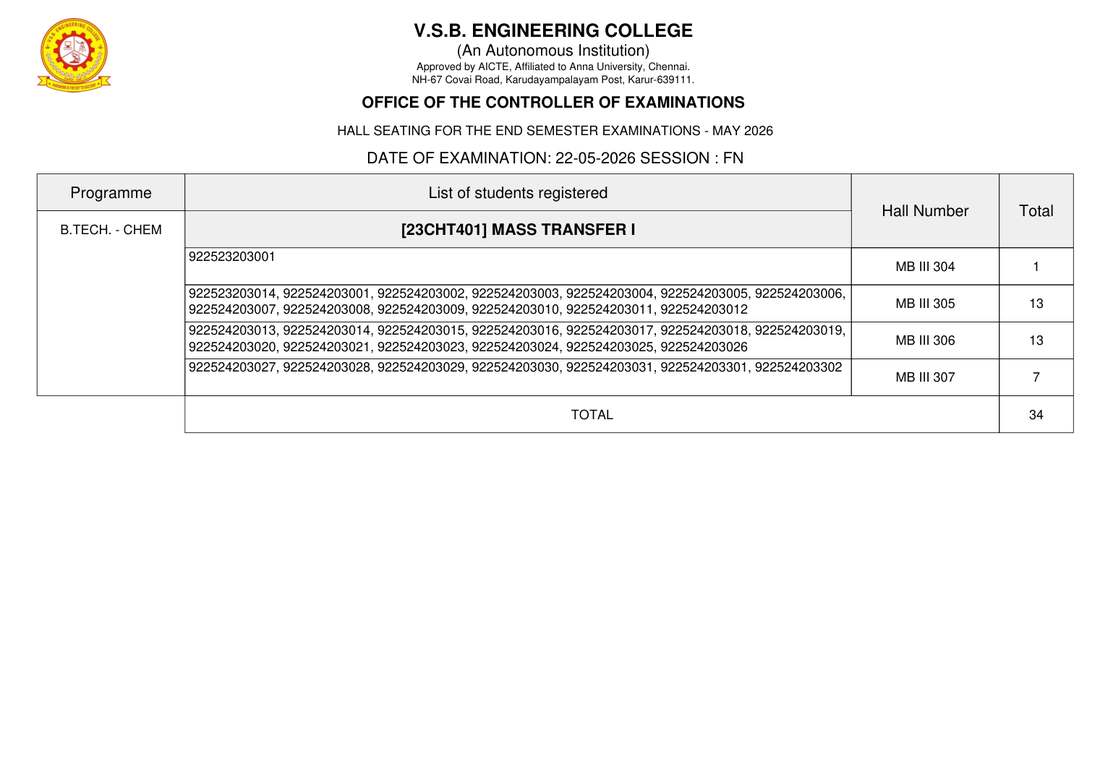 V.S.B. ENGINEERING COLLEGE
(An Autonomous Institution)
Approved by AICTE, Affiliated to Anna University, Chennai.
NH-67 Covai Road, Karudayampalayam Post, Karur-639111.
OFFICE OF THE CONTROLLER OF EXAMINATIONS
HALL SEATING FOR THE END SEMESTER EXAMINATIONS - MAY 2026
DATE OF EXAMINATION: 22-05-2026 SESSION : FN
Programme
List of students registered
Hall Number
Total
B.TECH. - CHEM
[23CHT401] MASS TRANSFER I
922523203001
MB III 304
1
922523203014, 922524203001, 922524203002, 922524203003, 922524203004, 922524203005, 922524203006,
922524203007, 922524203008, 922524203009, 922524203010, 922524203011, 922524203012
MB III 305
13
922524203013, 922524203014, 922524203015, 922524203016, 922524203017, 922524203018, 922524203019,
922524203020, 922524203021, 922524203023, 922524203024, 922524203025, 922524203026
MB III 306
13
922524203027, 922524203028, 922524203029, 922524203030, 922524203031, 922524203301, 922524203302
MB III 307
7
TOTAL
34